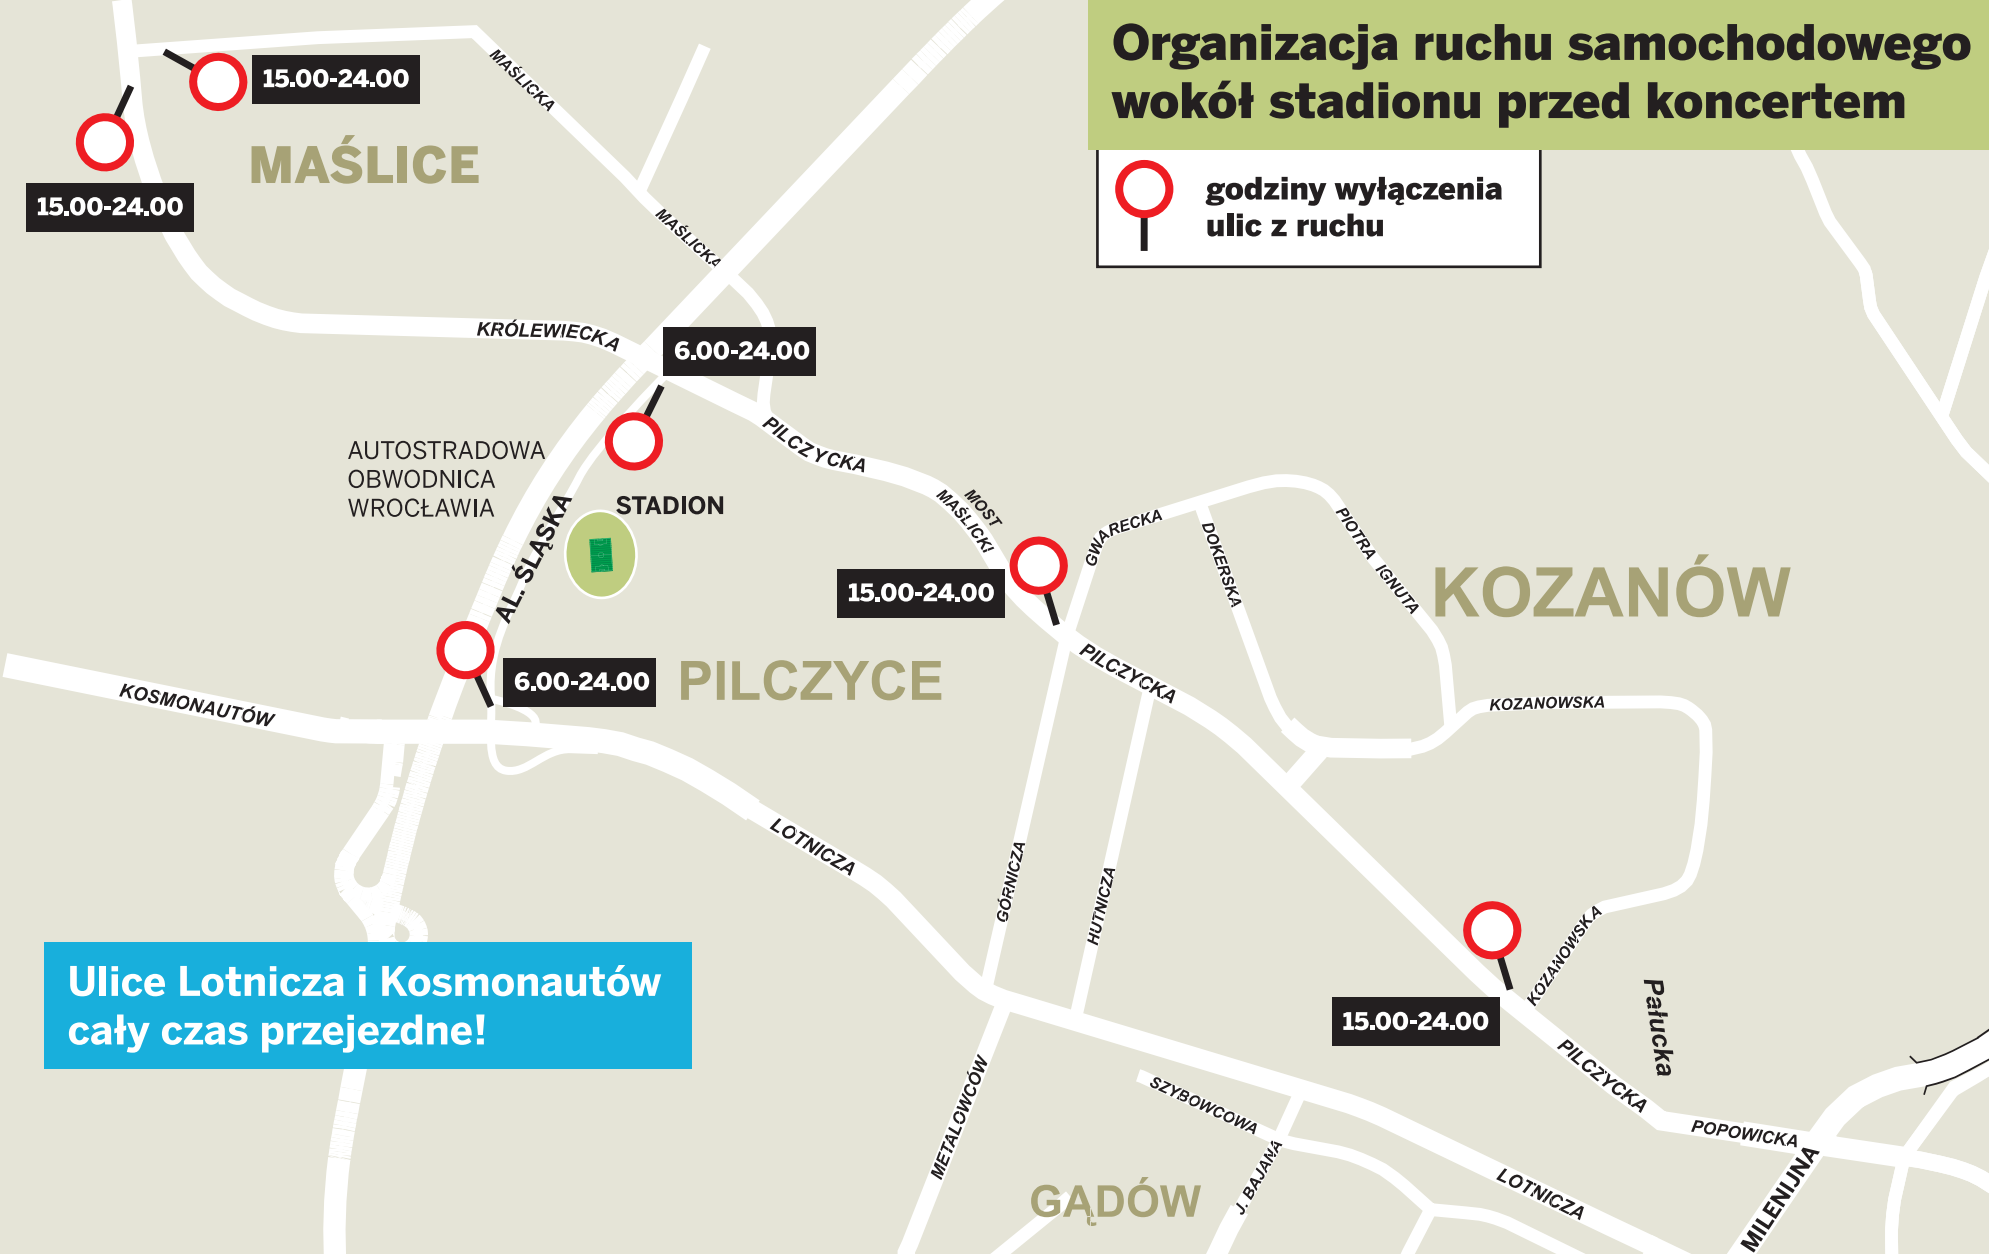 Organizacja ruchu samochodowego
wokół stadionu przed koncertem
godziny wyłączenia
ulic z ruchu
15.00-24.00
15.00-24.00
MAŚLICE
MAŚLICKA
MAŚLICKA
KRÓLEWIECKA
6.00-24.00
PILCZYCKA
AUTOSTRADOWA
OBWODNICA
WROCŁAWIA
AL. ŚLĄSKA
STADION
MOST
MAŚLICKI
15.00-24.00
GWARECKA
DOKERSKA
PIOTRA IGNUTA
KOZANÓW
6.00-24.00
PILCZYCE
PILCZYCKA
KOZANOWSKA
KOSMONAUTÓW
LOTNICZA
GÓRNICZA
HUTNICZA
KOZANOWSKA
15.00-24.00
Pałucka
Ulice Lotnicza i Kosmonautów
cały czas przejezdne!
PILCZYCKA
POPOWICKA
METALOWCÓW
SZYBOWCOWA
J. BAJANA
GĄDÓW
LOTNICZA
MILENIJNA